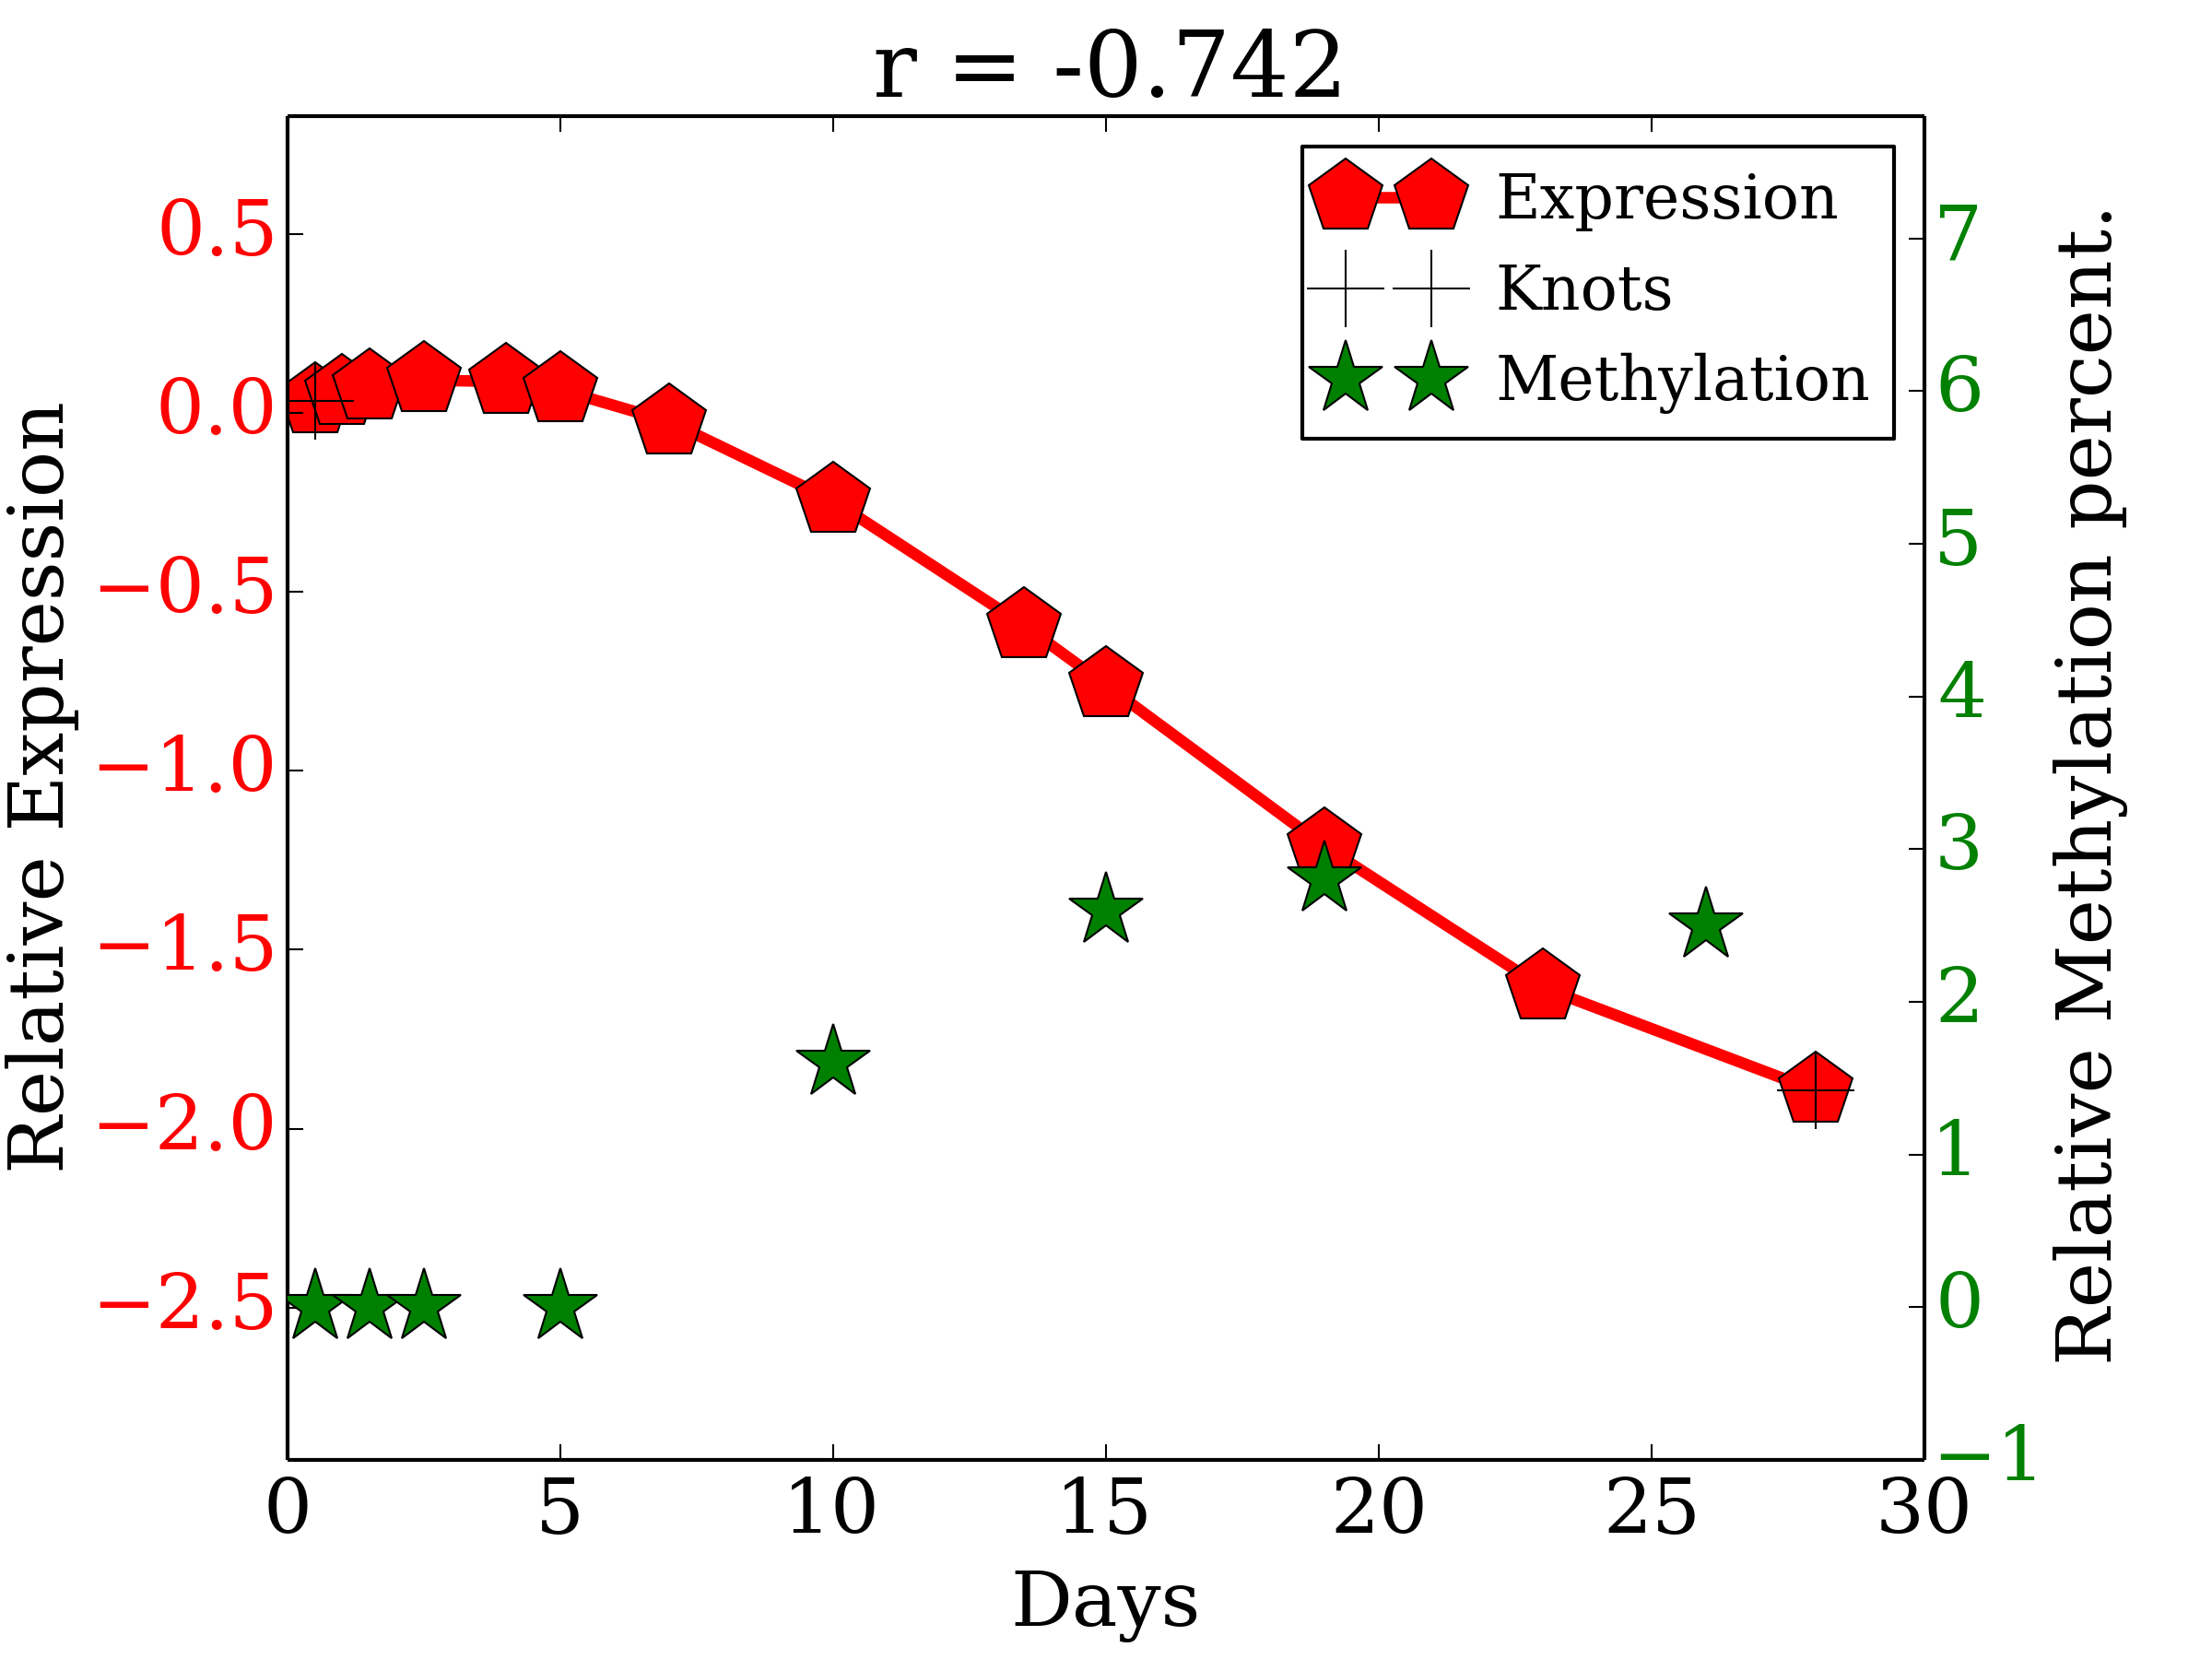 r = -0.742
Expression
Knots
Methylation
Relative Expression
0.5
0.0
−0.5
−1.0
−1.5
−2.0
−2.5
7
6
5
4
3
2
1
0
−1
Relative Methylation percent.
0 5 10 15 20 25 30
Days